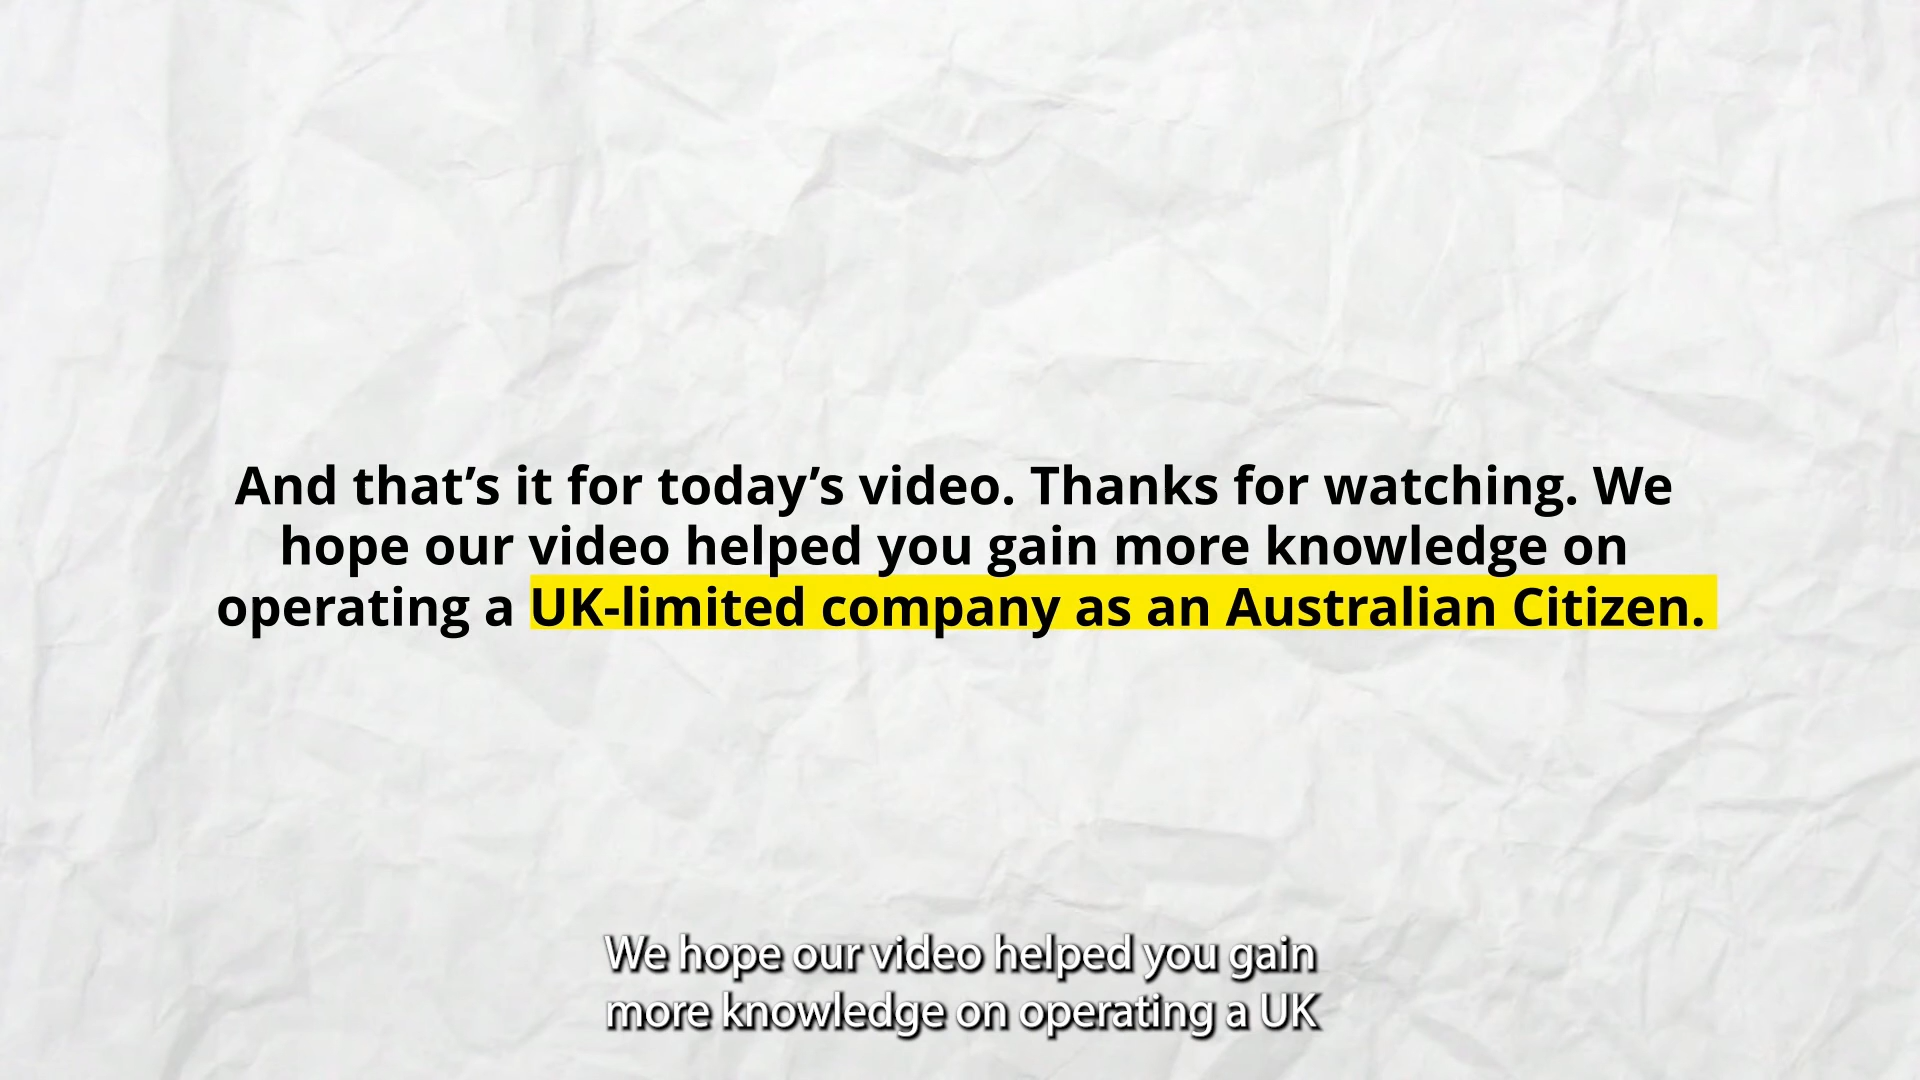 And that’s it for today’s video. Thanks for watching. We
hope our video helped you gain more knowledge on
operating a UK-limited company as an Australian Citizen.
We hope our video helped you gain
more knowledge on operating a UK